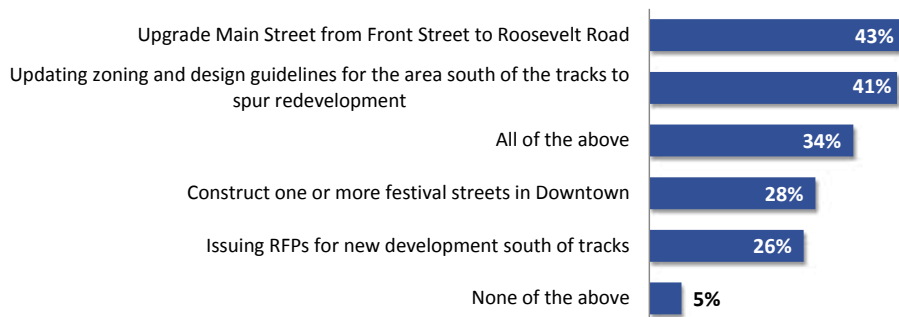 Upgrade Main Street from Front Street to Roosevelt Road
43%
Updating zoning and design guidelines for the area south of the tracks to
spur redevelopment
41%
All of the above
34%
Construct one or more festival streets in Downtown
28%
Issuing RFPs for new development south of tracks
26%
None of the above
5%